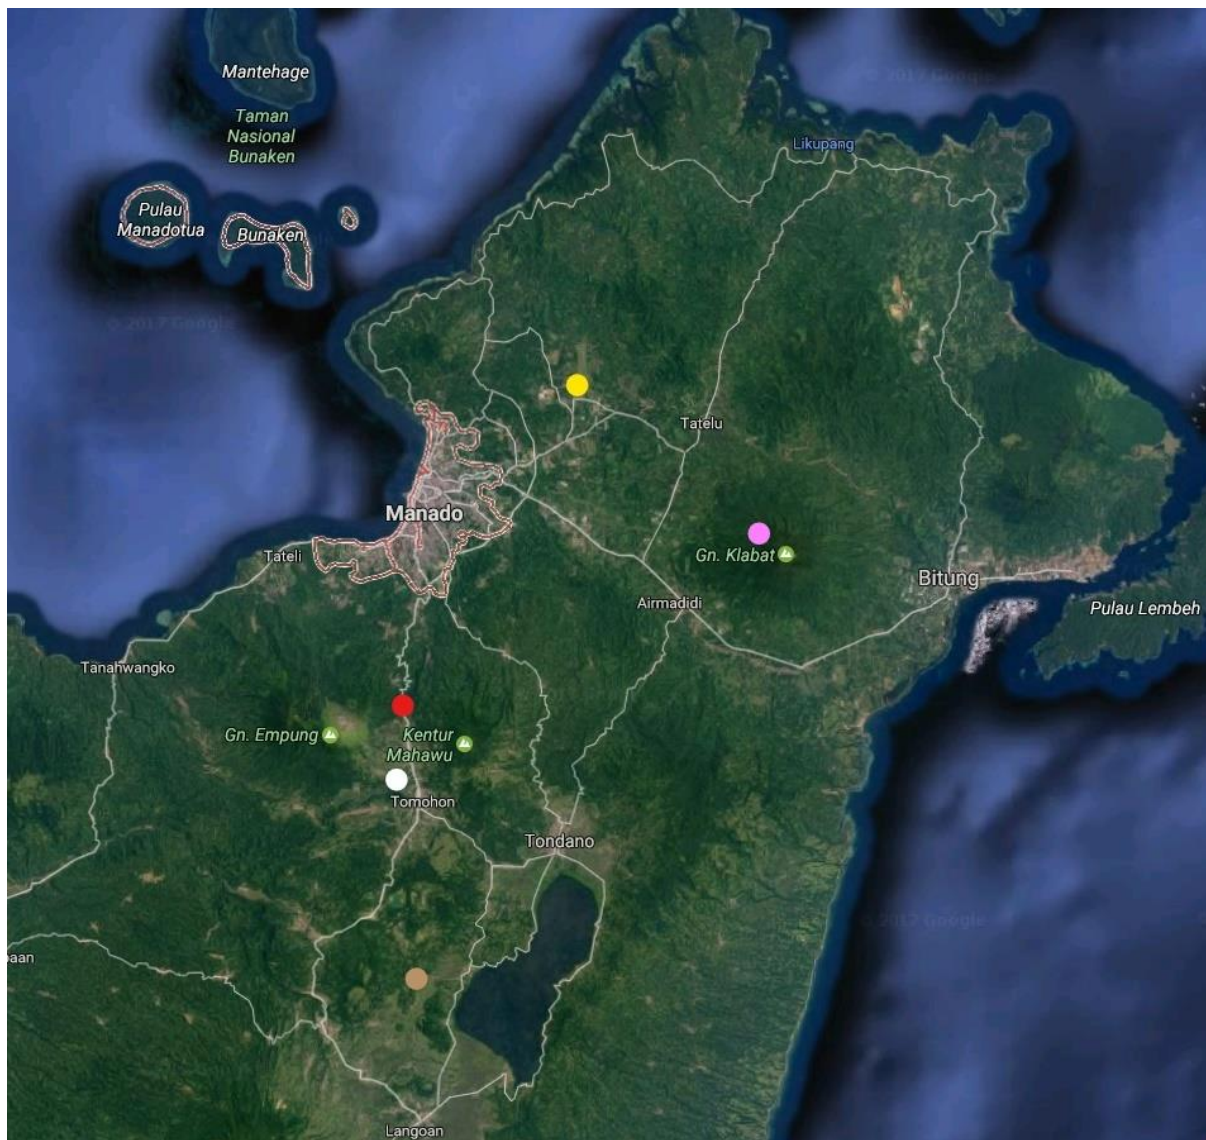 © 2017 Google
Mantehage
Taman
Nasional
Bunaken
Likupang
Pulau
Manadotua
Bunaken
© 2017 Google
Tatelu
Manado
Tateli
Gn. Klabat
Bitung
Airmadidi
Pulau Lembeh
Tanahwangko
Gn. Empung
Kentur
Mahawu
Tomohon
Tondano
© 2017 Google
paan
Langoan